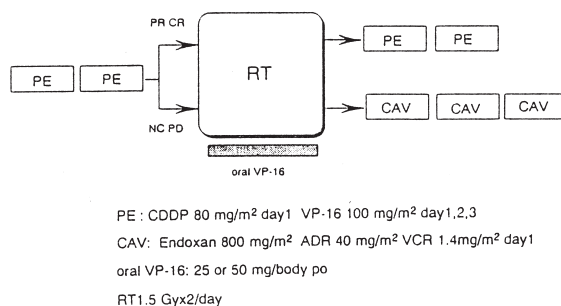 PR CR
PE PE
RT
PE PE
CAV CAV CAV
NC PD
oral VP-16
PE : CDDP 80 mg/m² day1 VP-16 100 mg/m² day1,2,3
CAV: Endoxan 800 mg/m² ADR 40 mg/m² VCR 1.4mg/m² day1
oral VP-16: 25 or 50 mg/body po
RT1.5 Gyx2/day